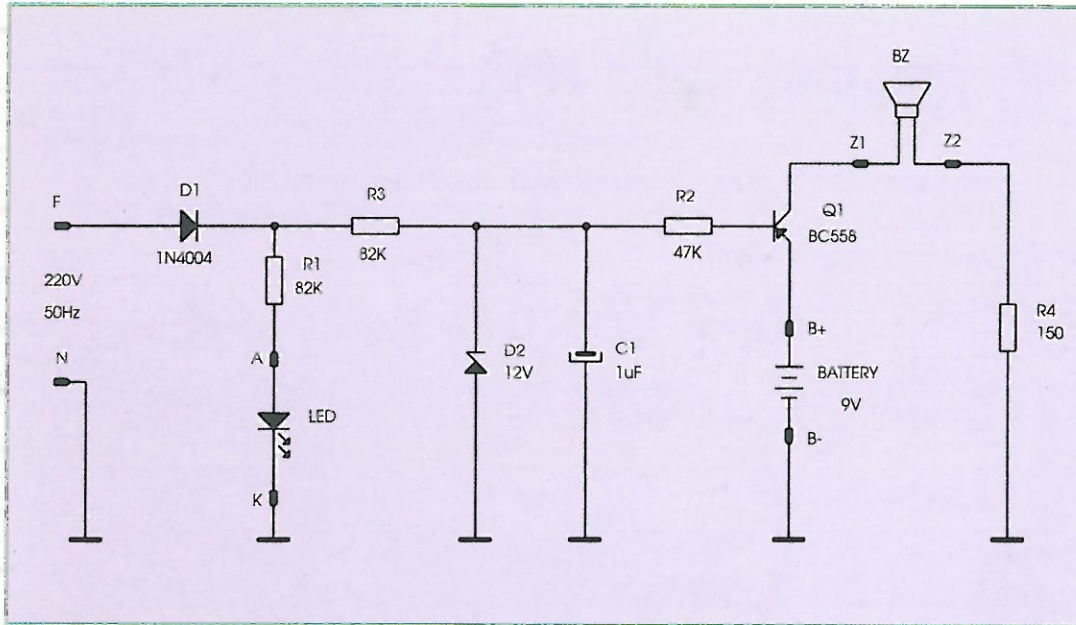 BZ
Z1
Z2
F
D1
1N4004
R3
82K
R2
47K
Q1
BC558
220V
50Hz
R1
82K
N
A
LED
K
D2
12V
C1
1uF
B+
BATTERY
9V
B-
R4
150